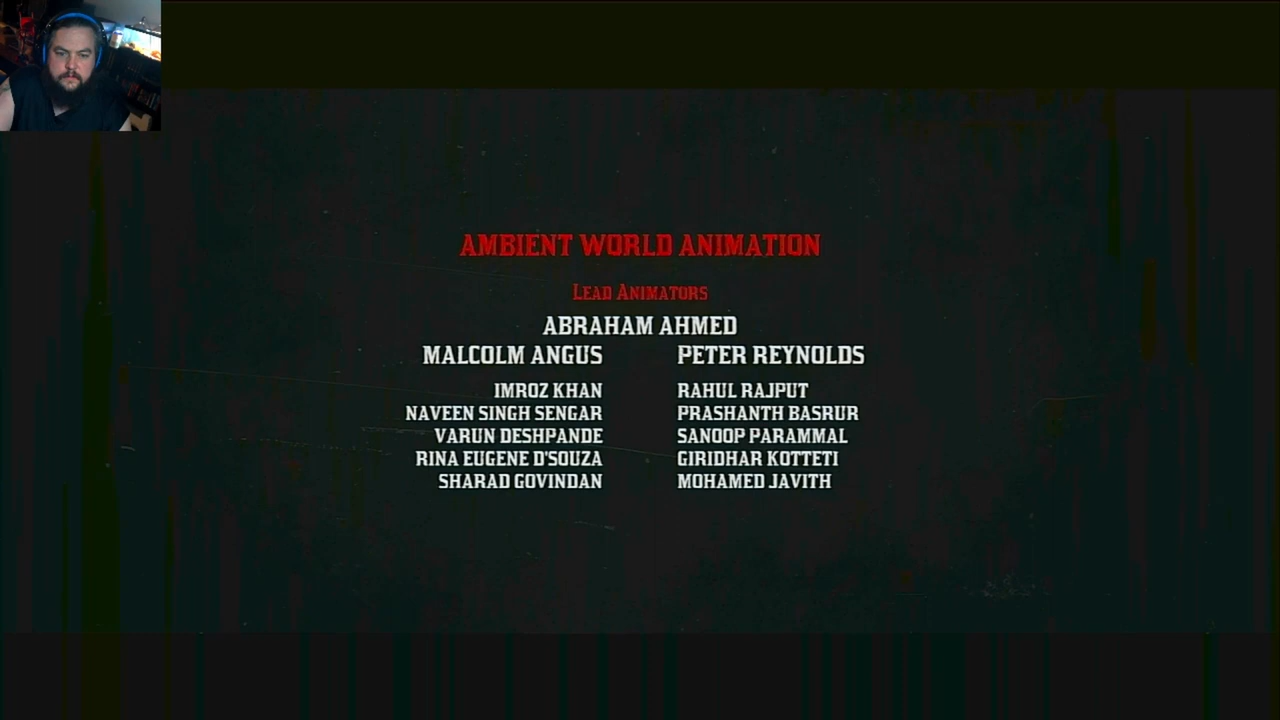 AMBIENT WORLD ANIMATION
LEAD ANIMATORS
ABRAHAM AHMED
MALCOLM ANGUS PETER REYNOLDS
IMROZ KHAN RAHUL RAJPUT
NAVEEN SINGH SENGAR PRASHANTH BASRUR
VARUN DESHPANDE SANOOP PARAMMAL
RINA EUGENE D'SOUZA GIRIDHAR KOTTETI
SHARAD GOVINDAN MOHAMED JAVITH